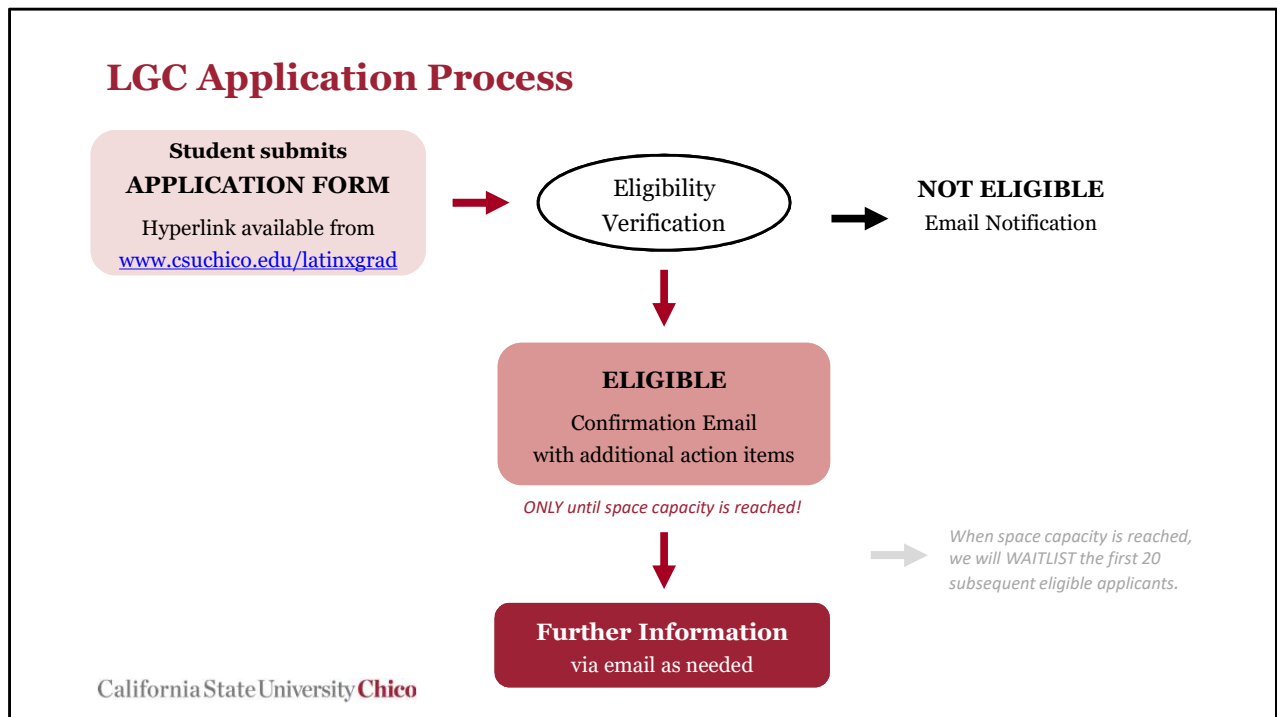 LGC Application Process
Student submits
APPLICATION FORM
Hyperlink available from
www.csuchico.edu/latinxgrad
Eligibility
Verification
NOT ELIGIBLE
Email Notification
ELIGIBLE
Confirmation Email
with additional action items
ONLY until space capacity is reached!
When space capacity is reached,
we will WAITLIST the first 20
subsequent eligible applicants.
Further Information
via email as needed
California State University Chico